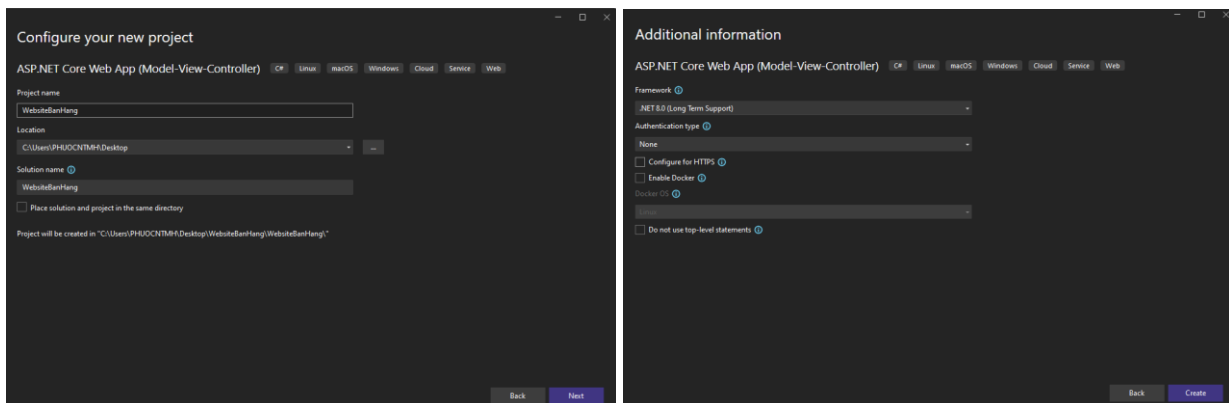 Configure your new project
ASP.NET Core Web App (Model-View-Controller) C# Linux macOS Windows Cloud Service Web
Project name
WebsiteBanHang
Location
C:\Users\PHUOCNTMH\Desktop
...
Solution name
WebsiteBanHang
Place solution and project in the same directory
Project will be created in "C:\Users\PHUOCNTMH\Desktop\WebsiteBanHang\WebsiteBanHang\"
Back Next
Additional information
ASP.NET Core Web App (Model-View-Controller) C# Linux macOS Windows Cloud Service Web
Framework
.NET 8.0 (Long Term Support)
Authentication type
None
Configure for HTTPS
Enable Docker
Docker OS
Linux
Do not use top-level statements
Back Create